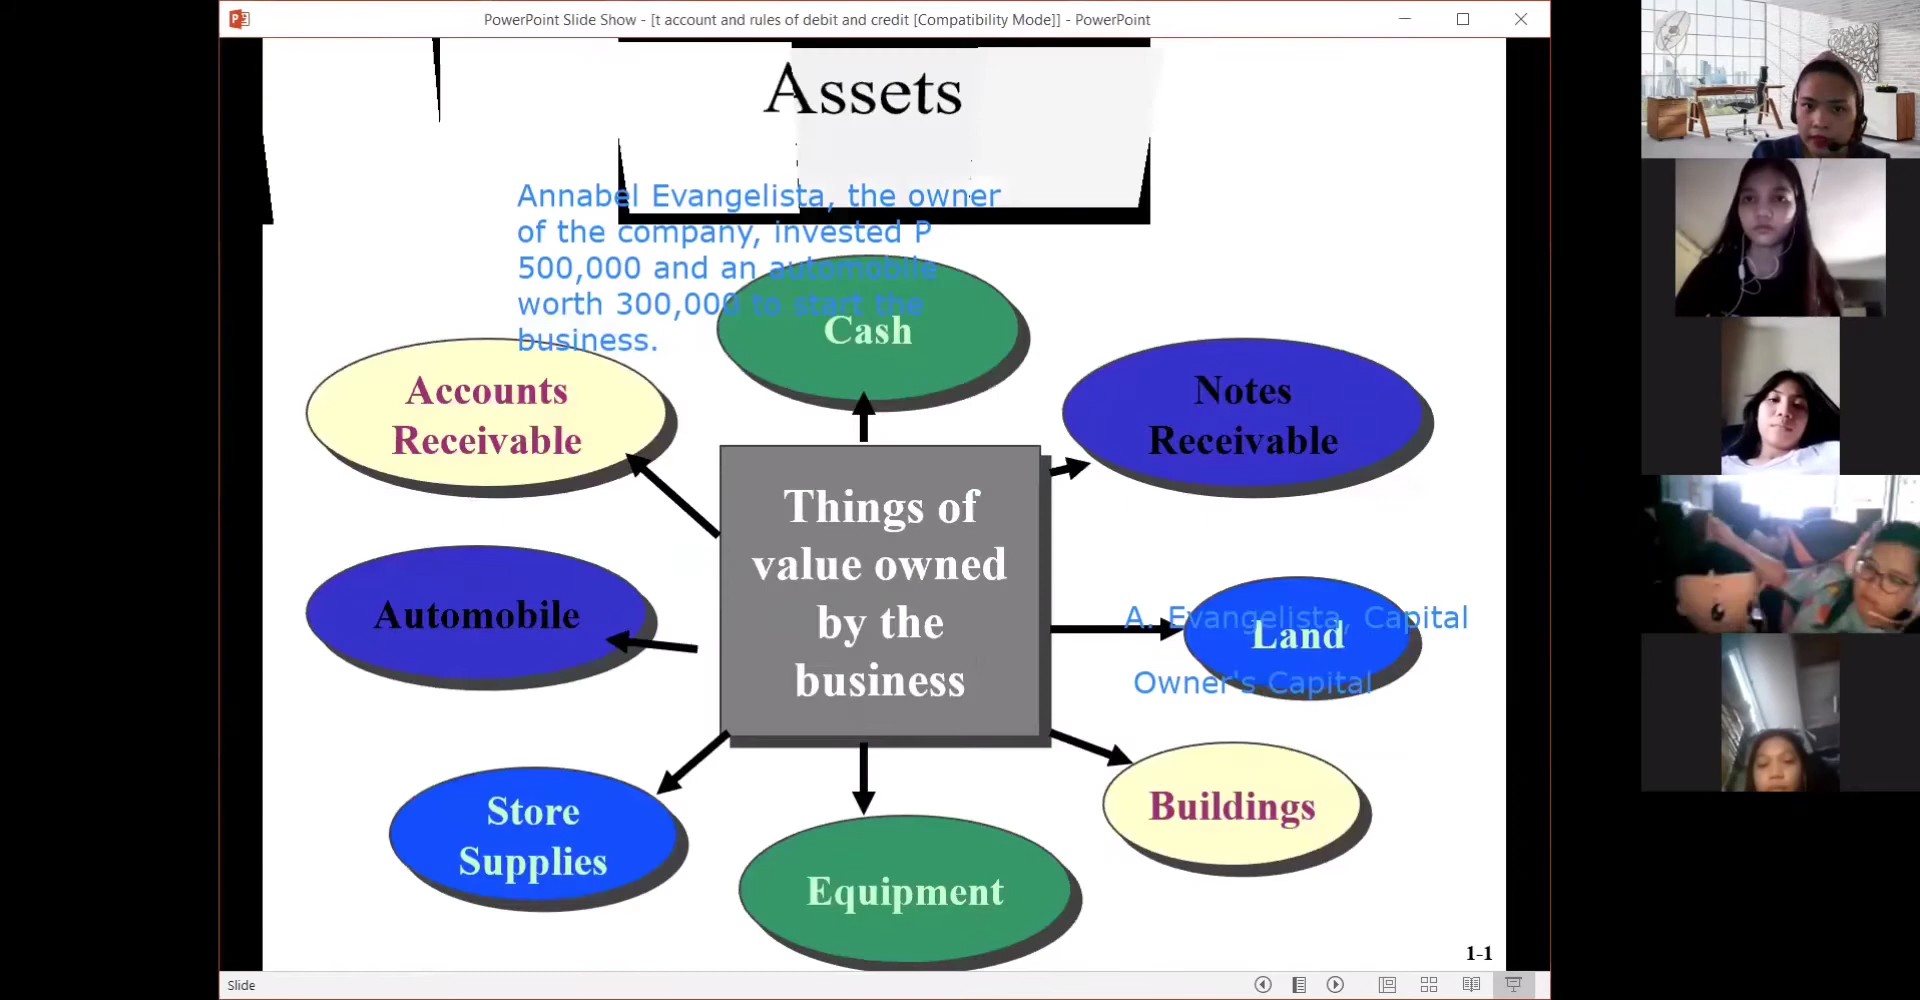 PowerPoint Slide Show - [t account and rules of debit and credit [Compatibility Mode]] - PowerPoint
Assets
Annabel Evangelista, the owner
of the company, invested P
500,000 and an automobile
worth 300,000 to start the
business.
Cash
Accounts
Receivable
Notes
Receivable
Things of
value owned
by the
business
Automobile
A. Evangelista, Capital
Land
Owner's Capital
Store
Supplies
Buildings
Equipment
1-1
Slide